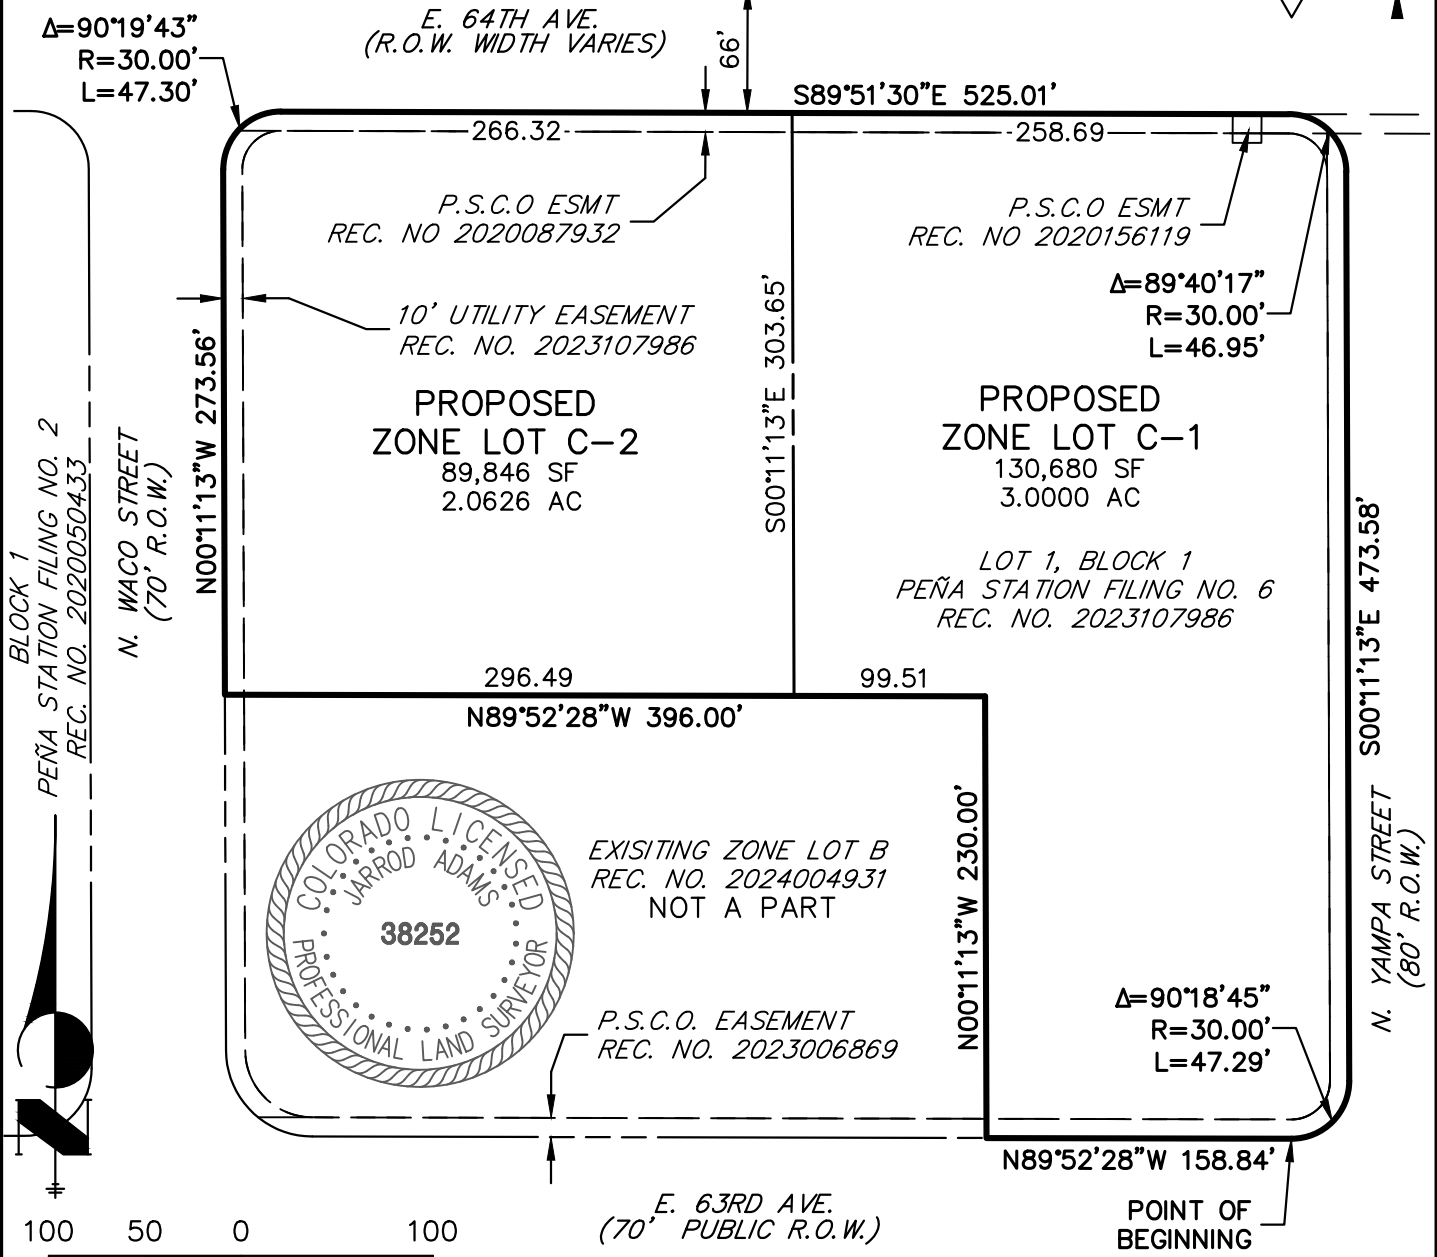 Δ=90°19'43"
R=30.00'
L=47.30'
E. 64TH AVE.
(R.O.W. WIDTH VARIES)
66'
S89°51'30"E 525.01'
266.32
258.69
P.S.C.O ESMT
REC. NO 2020087932
P.S.C.O ESMT
REC. NO 2020156119
10' UTILITY EASEMENT
REC. NO. 2023107986
Δ=89°40'17"
R=30.00'
L=46.95'
N00°11'13"W 273.56'
S00°11'13"E 303.65'
PROPOSED
ZONE LOT C-2
89,846 SF
2.0626 AC
PROPOSED
ZONE LOT C-1
130,680 SF
3.0000 AC
LOT 1, BLOCK 1
PEÑA STATION FILING NO. 6
REC. NO. 2023107986
BLOCK 1
PEÑA STATION FILING NO. 2
REC. NO. 2020050433
N. WACO STREET
(70' R.O.W.)
S00°11'13"E 473.58'
296.49
99.51
N89°52'28"W 396.00'
COLORADO LICENSED
JARROD ADAMS
38252
PROFESSIONAL LAND SURVEYOR
EXISITING ZONE LOT B
REC. NO. 2024004931
NOT A PART
N00°11'13"W 230.00'
N. YAMPA STREET
(80' R.O.W.)
P.S.C.O. EASEMENT
REC. NO. 2023006869
Δ=90°18'45"
R=30.00'
L=47.29'
N
N89°52'28"W 158.84'
E. 63RD AVE.
(70' PUBLIC R.O.W.)
POINT OF
BEGINNING
100 50 0 100